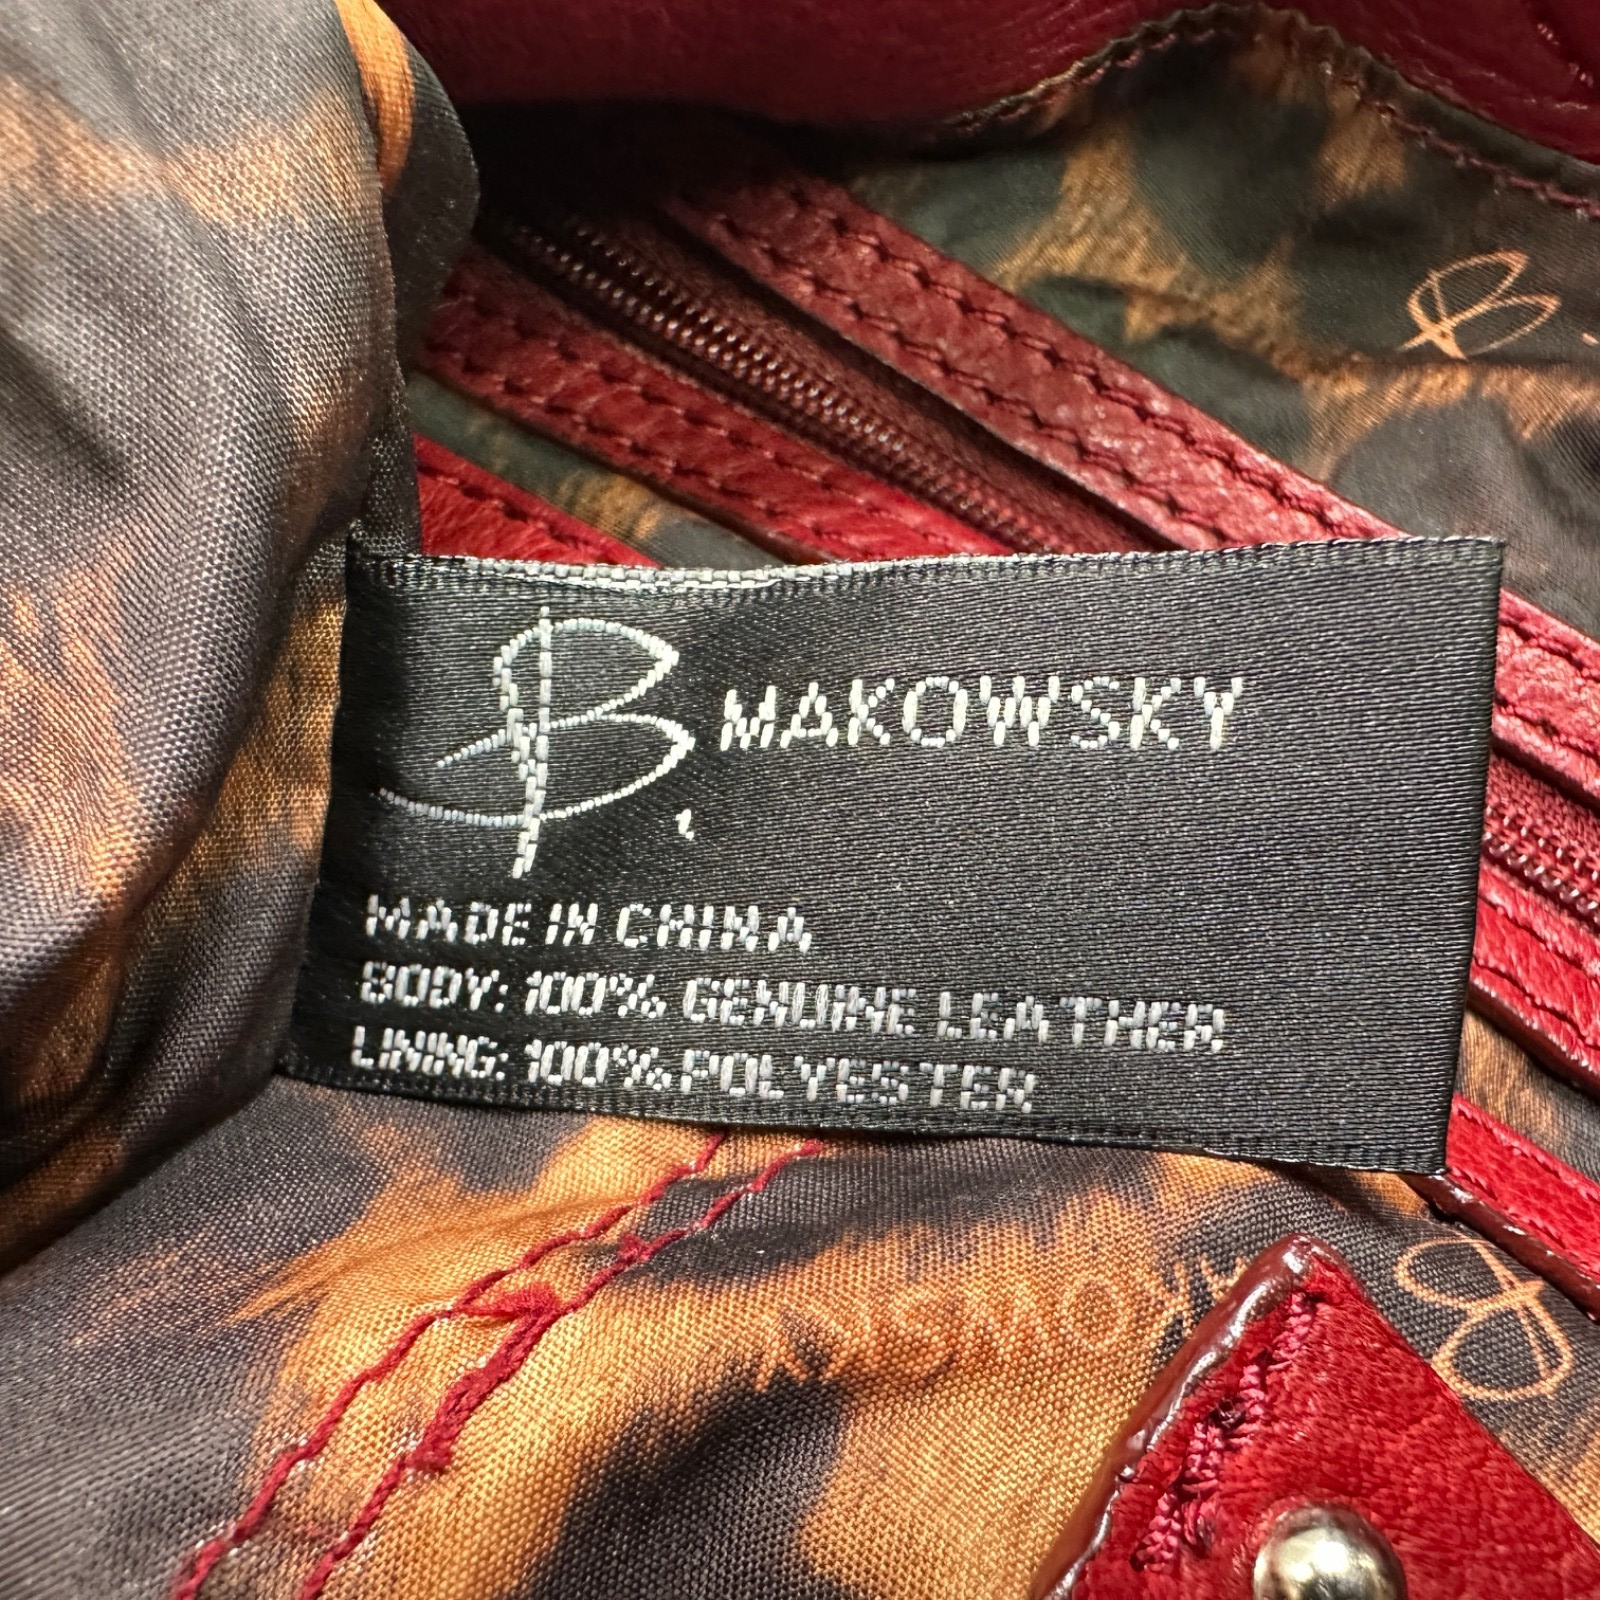 B.
B. MAKOWSKY
MADE IN CHINA
BODY: 100% GENUINE LEATHER
LINING: 100% POLYESTER